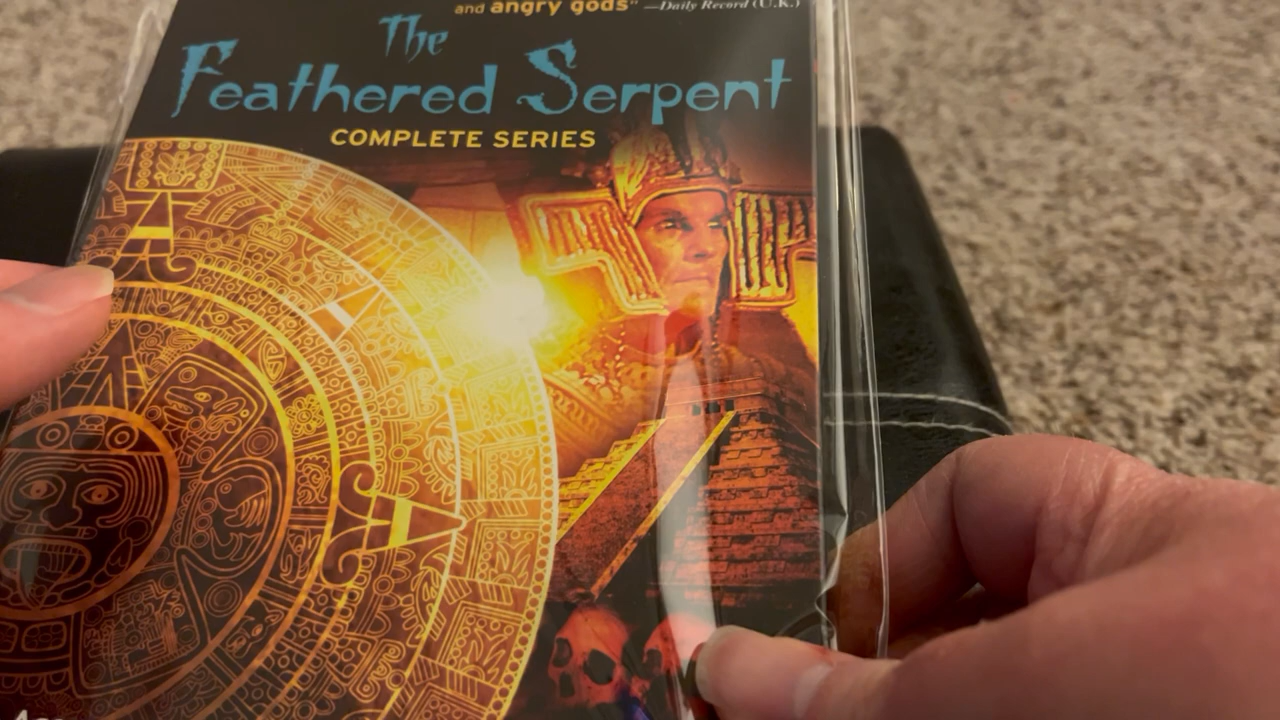 and angry gods" —Daily Record (U.K.)
The
Feathered Serpent
COMPLETE SERIES